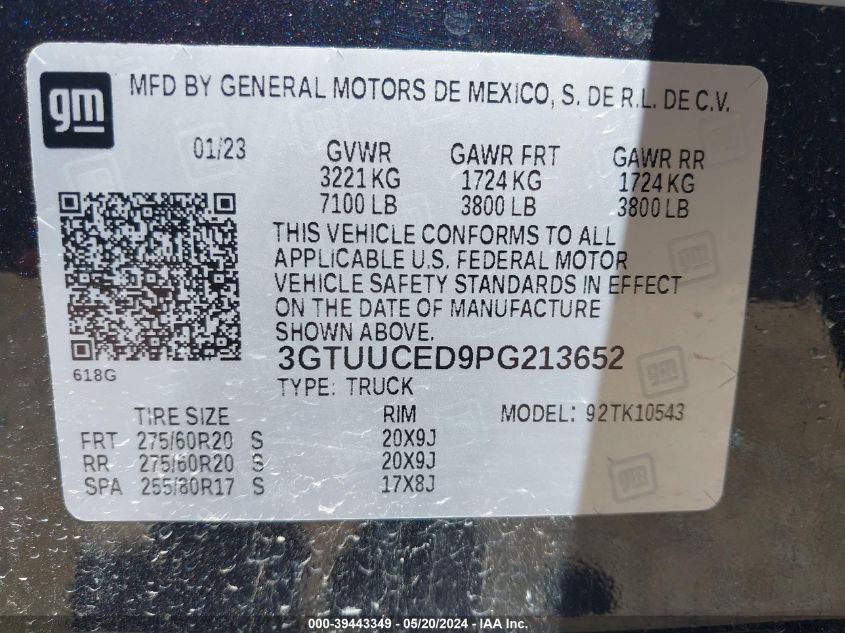 gm
MFD BY GENERAL MOTORS DE MEXICO, S. DE R.L. DE C.V.
01/23 GVWR GAWR FRT GAWR RR
3221 KG 1724 KG 1724 KG
7100 LB 3800 LB 3800 LB
THIS VEHICLE CONFORMS TO ALL
APPLICABLE U.S. FEDERAL MOTOR
VEHICLE SAFETY STANDARDS IN EFFECT
ON THE DATE OF MANUFACTURE
SHOWN ABOVE.
3GTUUCED9PG213652
618G
TYPE: TRUCK
TIRE SIZE RIM MODEL: 92TK10543
FRT 275/60R20 S 20X9J
RR 275/60R20 S 20X9J
SPA 255/80R17 S 17X8J
000-39443349 - 05/20/2024 - IAA Inc.